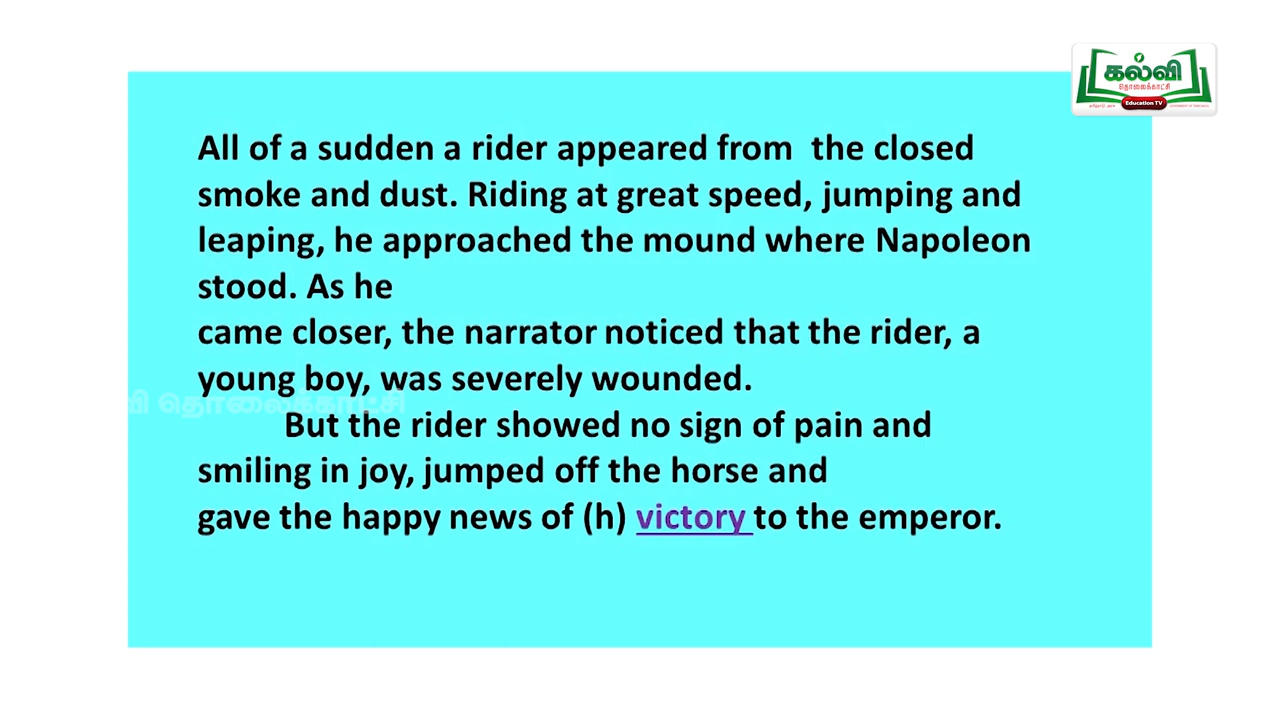 கல்வி
தொலைக்காட்சி
Education TV
All of a sudden a rider appeared from  the closed
smoke and dust. Riding at great speed, jumping and
leaping, he approached the mound where Napoleon
stood. As he
came closer, the narrator noticed that the rider, a
young boy, was severely wounded.
வி தொலைக்காட்சி
But the rider showed no sign of pain and
smiling in joy, jumped off the horse and
gave the happy news of (h) victory to the emperor.